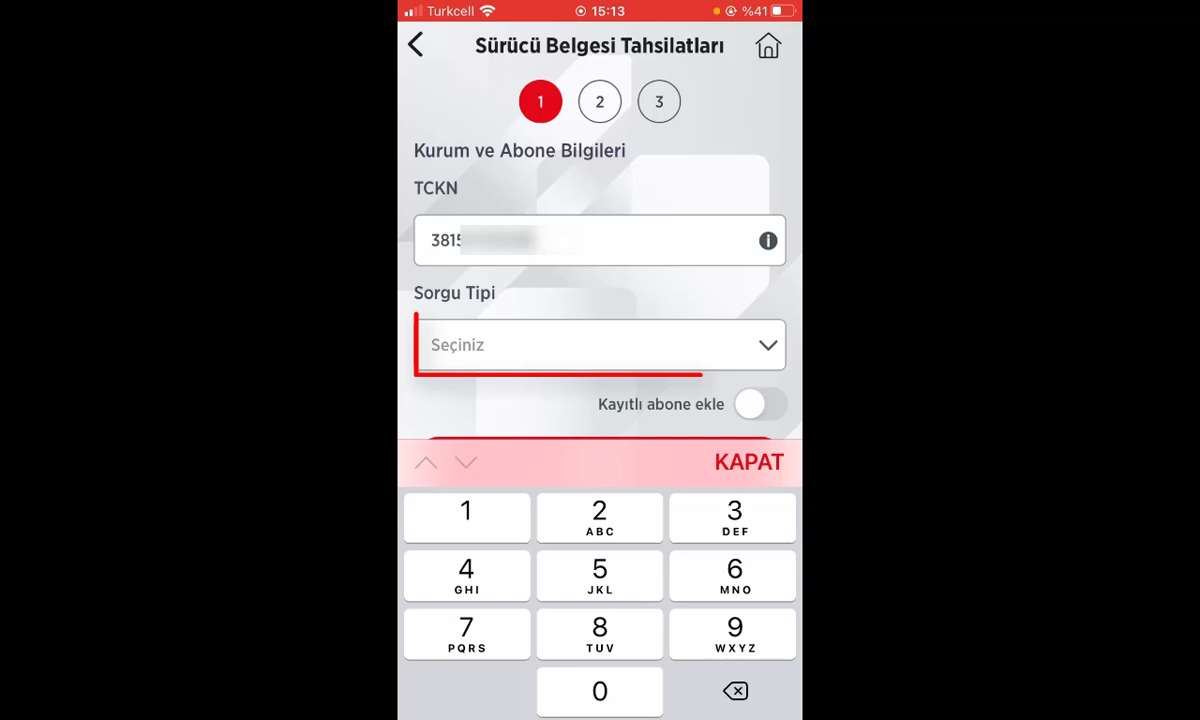 Turkcell 15:13 %41
Sürücü Belgesi Tahsilatları
1 2 3
Kurum ve Abone Bilgileri
TCKN
3815
Sorgu Tipi
Seçiniz
Kayıtlı abone ekle
KAPAT
1 2 3
ABC DEF
4 5 6
GHI JKL MNO
7 8 9
PQRS TUV WXYZ
0